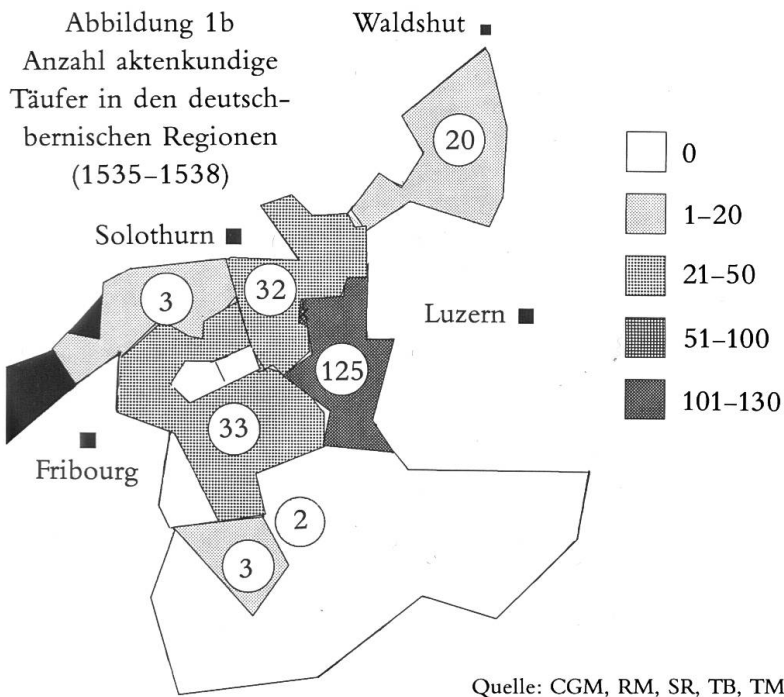 Abbildung 1b
Anzahl aktenkundige
Täufer in den deutsch-
bernischen Regionen
(1535–1538)
Waldshut
20
0
1–20
21–50
51–100
101–130
Solothurn
3
32
Luzern
125
33
Fribourg
2
3
Quelle: CGM, RM, SR, TB, TM